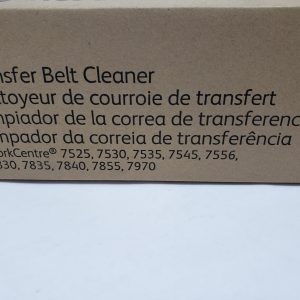 nsfer Belt Cleaner
ttoyeur de courroie de transfert
mpiador de la correa de transferenc
mpador da correia de transferência
orkCentre® 7525, 7530, 7535, 7545, 7556,
830, 7835, 7840, 7855, 7970